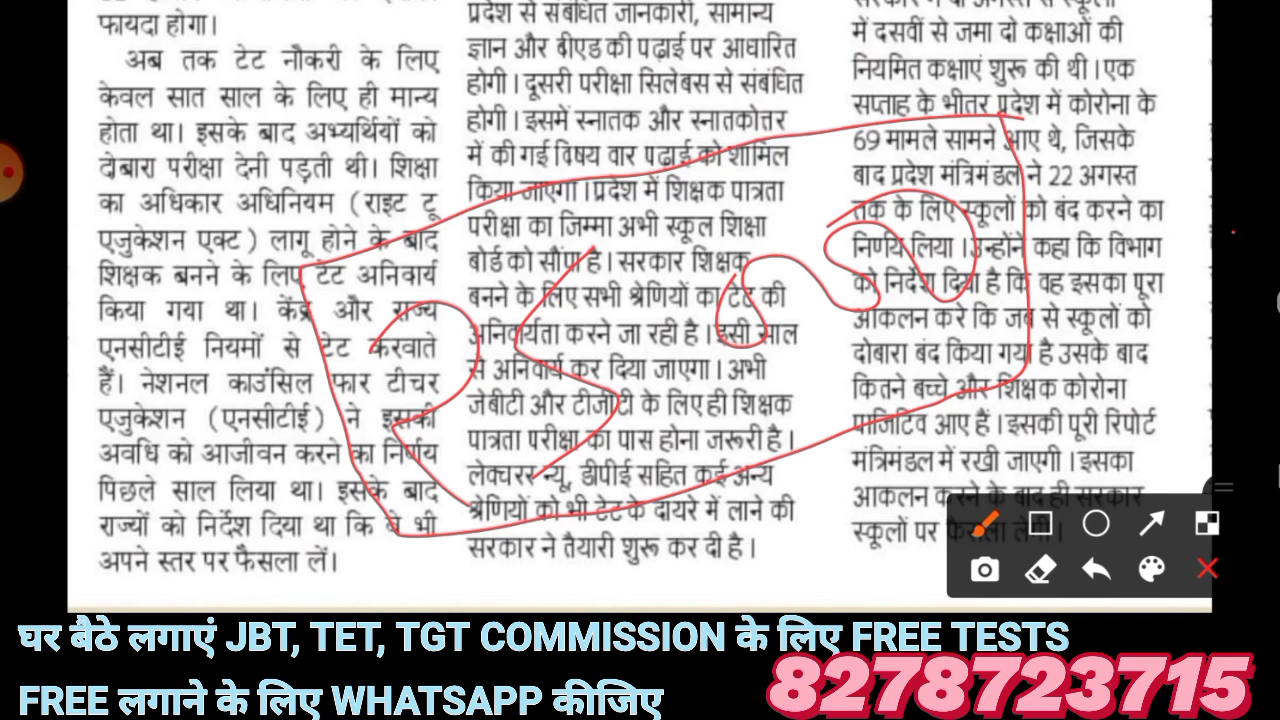 फायदा होगा।
अब तक टेट नौकरी के लिए
केवल सात साल के लिए ही मान्य
होता था। इसके बाद अभ्यर्थियों को
दोबारा परीक्षा देनी पड़ती थी। शिक्षा
का अधिकार अधिनियम (राइट टू
एजुकेशन एक्ट) लागू होने के बाद
शिक्षक बनने के लिए टेट अनिवार्य
किया गया था। केंद्र और राज्य
एनसीटीई नियमों से टेट करवाते
हैं। नेशनल काउंसिल फार टीचर
एजुकेशन (एनसीटीई) ने इसकी
अवधि को आजीवन करने का निर्णय
पिछले साल लिया था। इसके बाद
राज्यों को निर्देश दिया था कि वे भी
अपने स्तर पर फैसला लें।
प्रदेश से संबंधित जानकारी, सामान्य
ज्ञान और बीएड की पढ़ाई पर आधारित
होगी। दूसरी परीक्षा सिलेबस से संबंधित
होगी। इसमें स्नातक और स्नातकोत्तर
में की गई विषय वार पढ़ाई को शामिल
किया जाएगा। प्रदेश में शिक्षक पात्रता
परीक्षा का जिम्मा अभी स्कूल शिक्षा
बोर्ड को सौंपा है। सरकार शिक्षक
बनने के लिए सभी श्रेणियों का टेट की
अनिवार्यता करने जा रही है। इसी साल
से अनिवार्य कर दिया जाएगा। अभी
जेबीटी और टीजीटी के लिए ही शिक्षक
पात्रता परीक्षा का पास होना जरूरी है।
लेक्चरर न्यू, डीपीई सहित कई अन्य
श्रेणियों को भी टेट के दायरे में लाने की
सरकार ने तैयारी शुरू कर दी है।
में दसवीं से जमा दो कक्षाओं की
नियमित कक्षाएं शुरू की थी। एक
सप्ताह के भीतर प्रदेश में कोरोना के
69 मामले सामने आए थे, जिसके
बाद प्रदेश मंत्रिमंडल ने 22 अगस्त
तक के लिए स्कूलों को बंद करने का
निर्णय लिया। उन्होंने कहा कि विभाग
को निर्देश दिया है कि वह इसका पूरा
आकलन करे कि जब से स्कूलों को
दोबारा बंद किया गया है उसके बाद
कितने बच्चे और शिक्षक कोरोना
पाजिटिव आए हैं। इसकी पूरी रिपोर्ट
मंत्रिमंडल में रखी जाएगी। इसका
आकलन करने के बाद ही सरकार
स्कूलों पर फैसला लेगी।
घर बैठे लगाएं JBT, TET, TGT COMMISSION के लिए FREE TESTS
FREE लगाने के लिए WHATSAPP कीजिए
8278723715